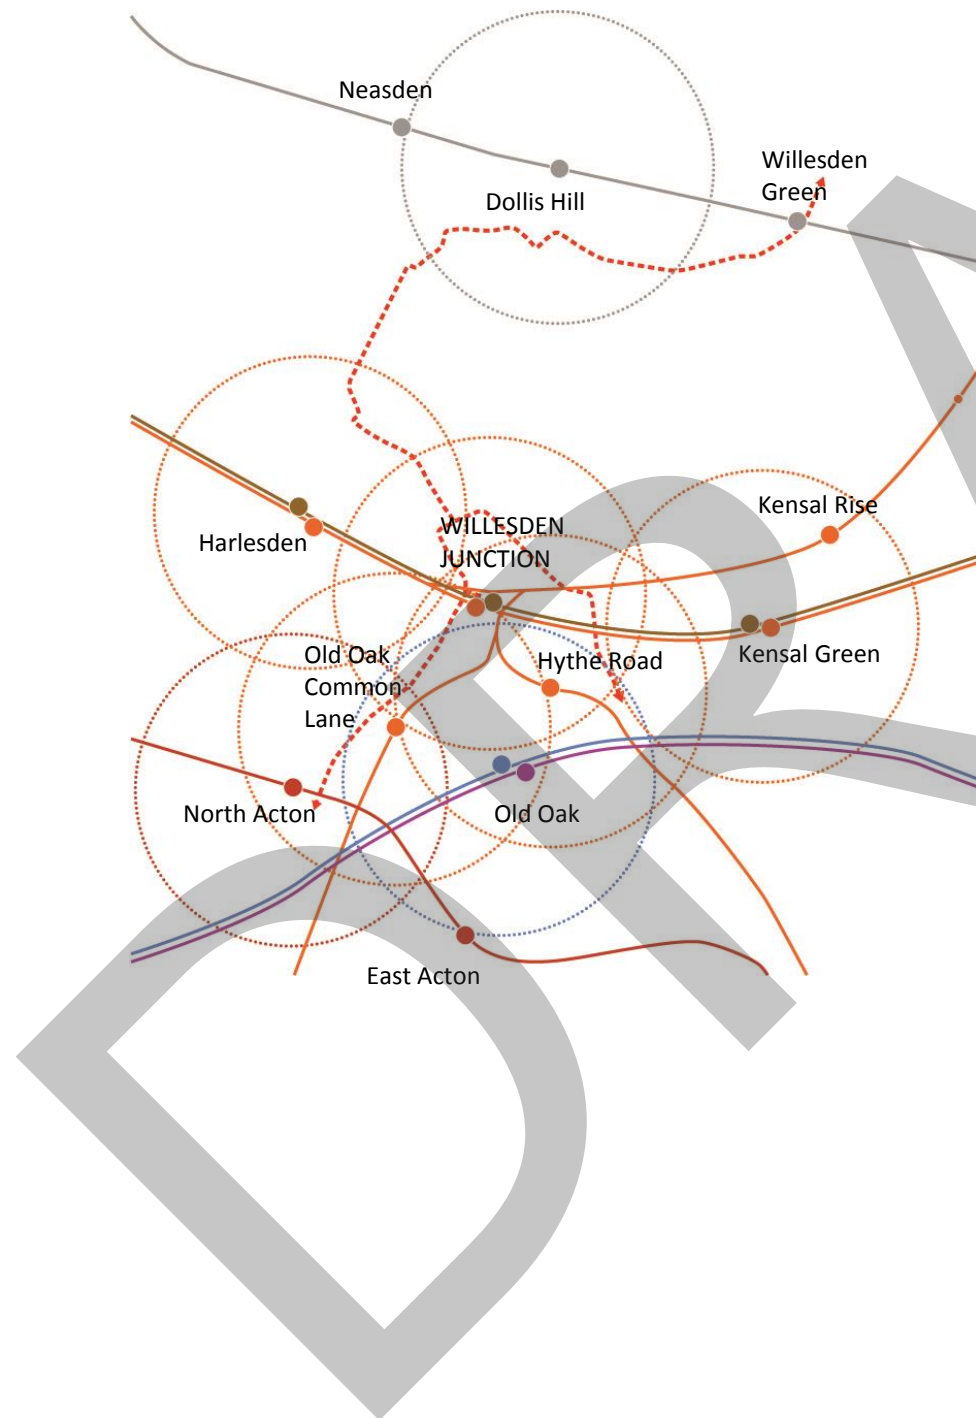 Neasden
Willesden
Green
Dollis Hill
Kensal Rise
WILLESDEN
JUNCTION
Harlesden
Old Oak
Common
Lane
Hythe Road
Kensal Green
North Acton
Old Oak
East Acton